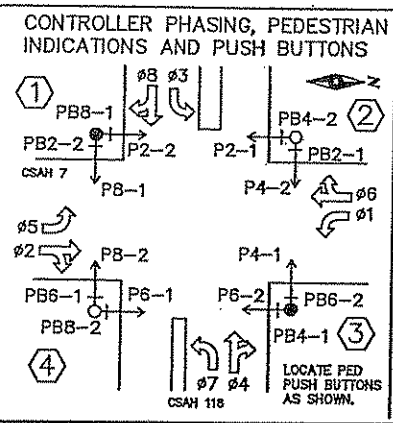 CONTROLLER PHASING, PEDESTRIAN
INDICATIONS AND PUSH BUTTONS
ø8 ø3
1
N
PB8-1
PB4-2
2
PB2-2
P2-2
P2-1
PB2-1
CSAH 7
P8-1
P4-2
ø6
ø1
ø5
ø2
P8-2
P4-1
PB6-1
P6-1
P6-2
PB6-2
PB8-2
PB4-1
3
4
ø7 ø4
CSAH 118
LOCATE PED
PUSH BUTTONS
AS SHOWN.